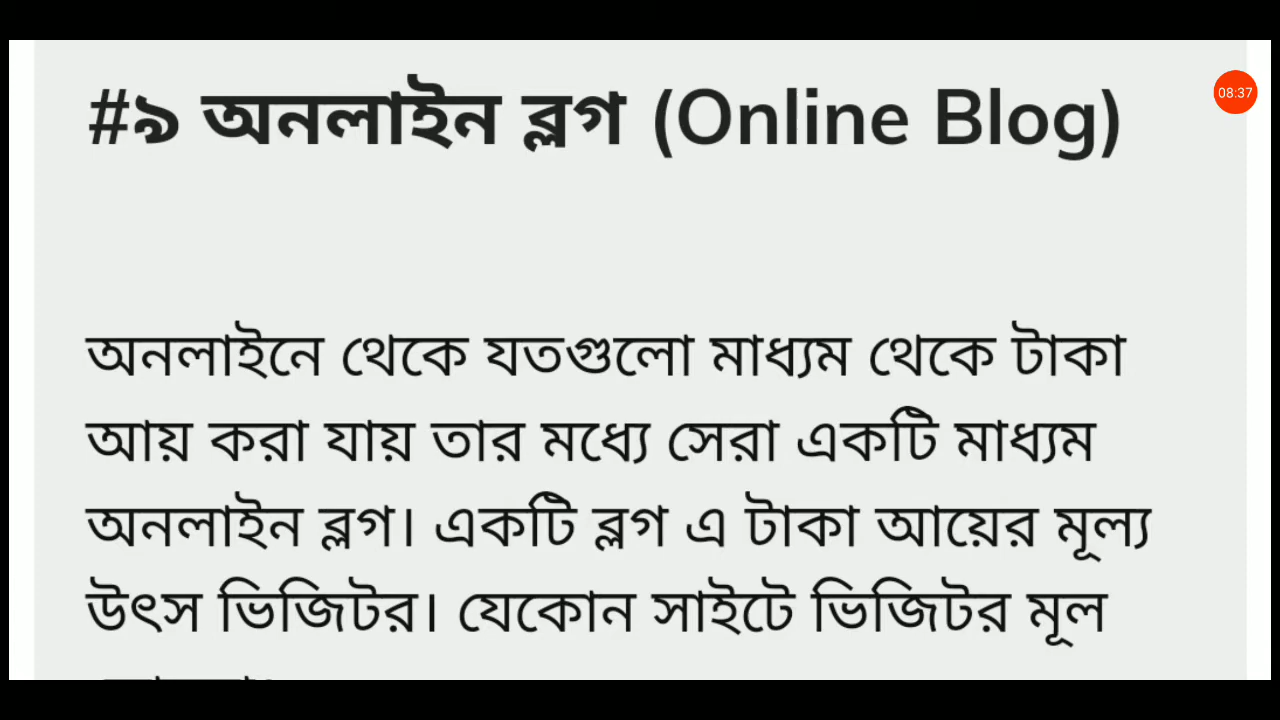 #৯ অনলাইন ব্লগ (Online Blog)
08:37
অনলাইনে থেকে যতগুলো মাধ্যম থেকে টাকা
আয় করা যায় তার মধ্যে সেরা একটি মাধ্যম
অনলাইন ব্লগ। একটি ব্লগ এ টাকা আয়ের মূল্য
উৎস ভিজিটর। যেকোন সাইটে ভিজিটর মূল